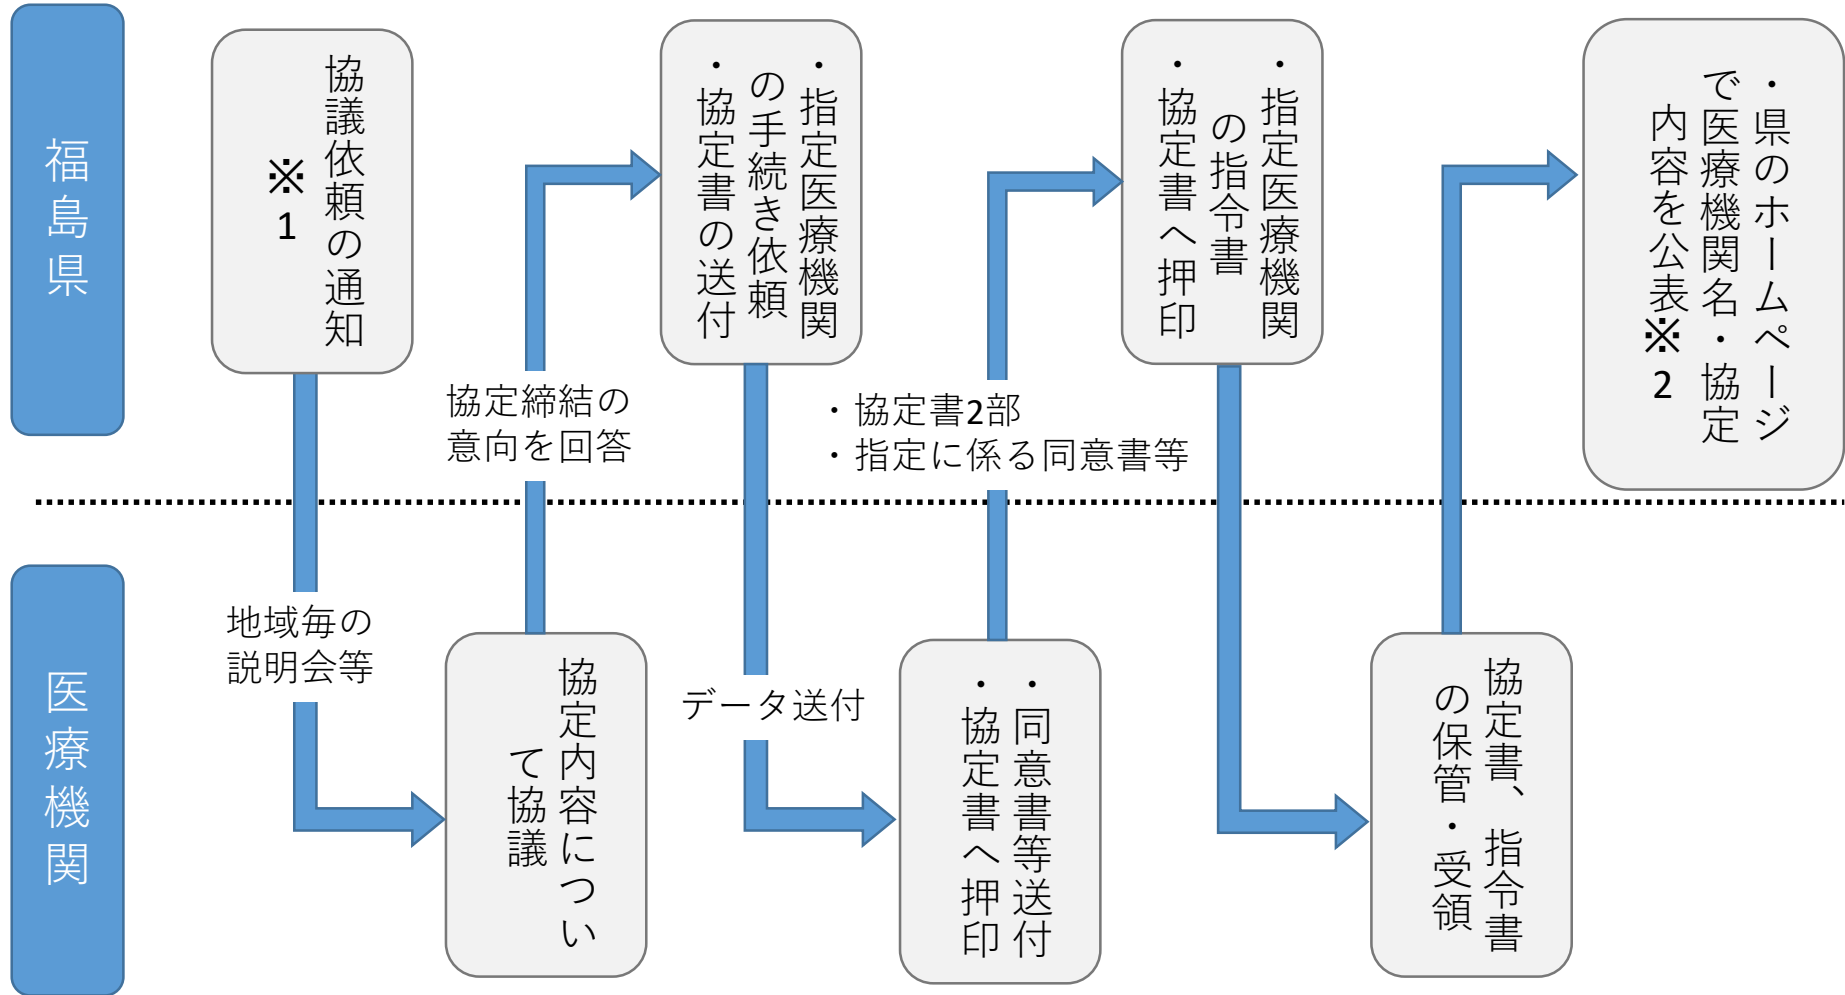 福島県
協議依頼の通知
※1
・指定医療機関
の手続き依頼
・協定書の送付
・指定医療機関
の指令書
・協定書へ押印
・県のホームページ
で医療機関名・協定
内容を公表※2
協定締結の
意向を回答
・協定書2部
・指定に係る同意書等
地域毎の
説明会等
データ送付
医療機関
協定内容につい
て協議
・同意書等送付
・協定書へ押印
協定書、指令書
の保管・受領